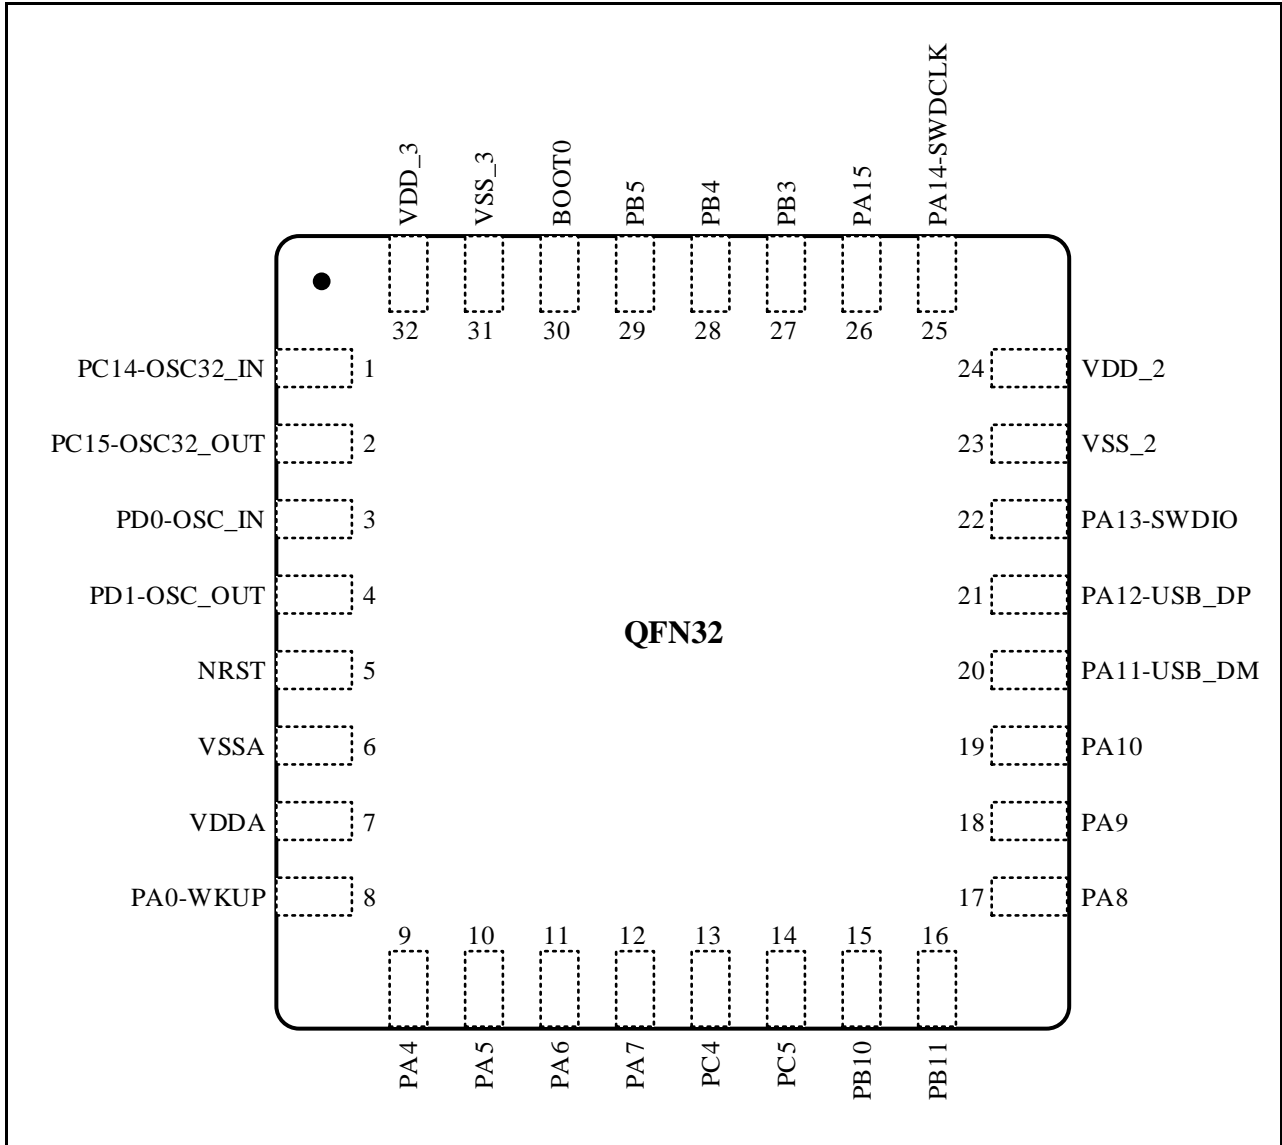 VDD_3
VSS_3
BOOT0
PB5
PB4
PB3
PA15
PA14-SWDCLK
32
31
30
29
28
27
26
25
PC14-OSC32_IN 1
24 VDD_2
PC15-OSC32_OUT 2
23 VSS_2
PD0-OSC_IN 3
22 PA13-SWDIO
PD1-OSC_OUT 4
21 PA12-USB_DP
QFN32
NRST 5
20 PA11-USB_DM
VSSA 6
19 PA10
VDDA 7
18 PA9
PA0-WKUP 8
17 PA8
9
10
11
12
13
14
15
16
PA4
PA5
PA6
PA7
PC4
PC5
PB10
PB11